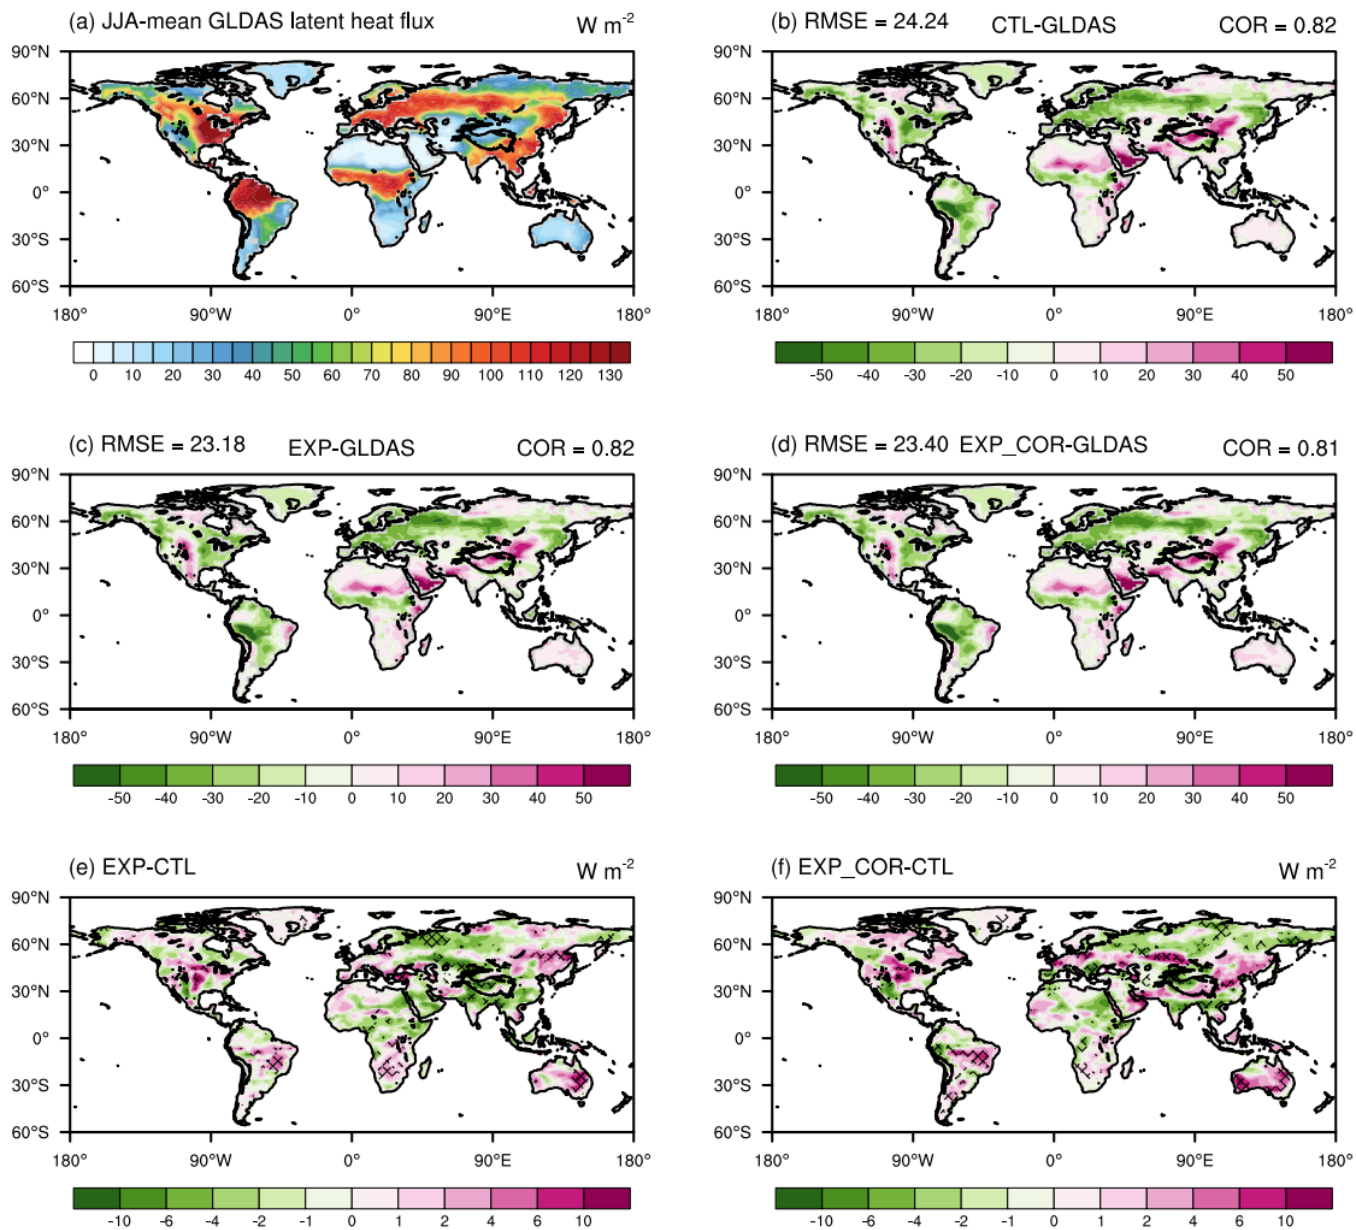 (a) JJA-mean GLDAS latent heat flux W m-2
90°N
60°N
30°N
0°
30°S
60°S
180° 90°W 0° 90°E 180°
0 10 20 30 40 50 60 70 80 90 100 110 120 130
(b) RMSE = 24.24 CTL-GLDAS COR = 0.82
90°N
60°N
30°N
0°
30°S
60°S
180° 90°W 0° 90°E 180°
-50 -40 -30 -20 -10 0 10 20 30 40 50
(c) RMSE = 23.18 EXP-GLDAS COR = 0.82
90°N
60°N
30°N
0°
30°S
60°S
180° 90°W 0° 90°E 180°
-50 -40 -30 -20 -10 0 10 20 30 40 50
(d) RMSE = 23.40 EXP_COR-GLDAS COR = 0.81
90°N
60°N
30°N
0°
30°S
60°S
180° 90°W 0° 90°E 180°
-50 -40 -30 -20 -10 0 10 20 30 40 50
(e) EXP-CTL W m-2
90°N
60°N
30°N
0°
30°S
60°S
180° 90°W 0° 90°E 180°
-10 -6 -4 -2 -1 0 1 2 4 6 10
(f) EXP_COR-CTL W m-2
90°N
60°N
30°N
0°
30°S
60°S
180° 90°W 0° 90°E 180°
-10 -6 -4 -2 -1 0 1 2 4 6 10